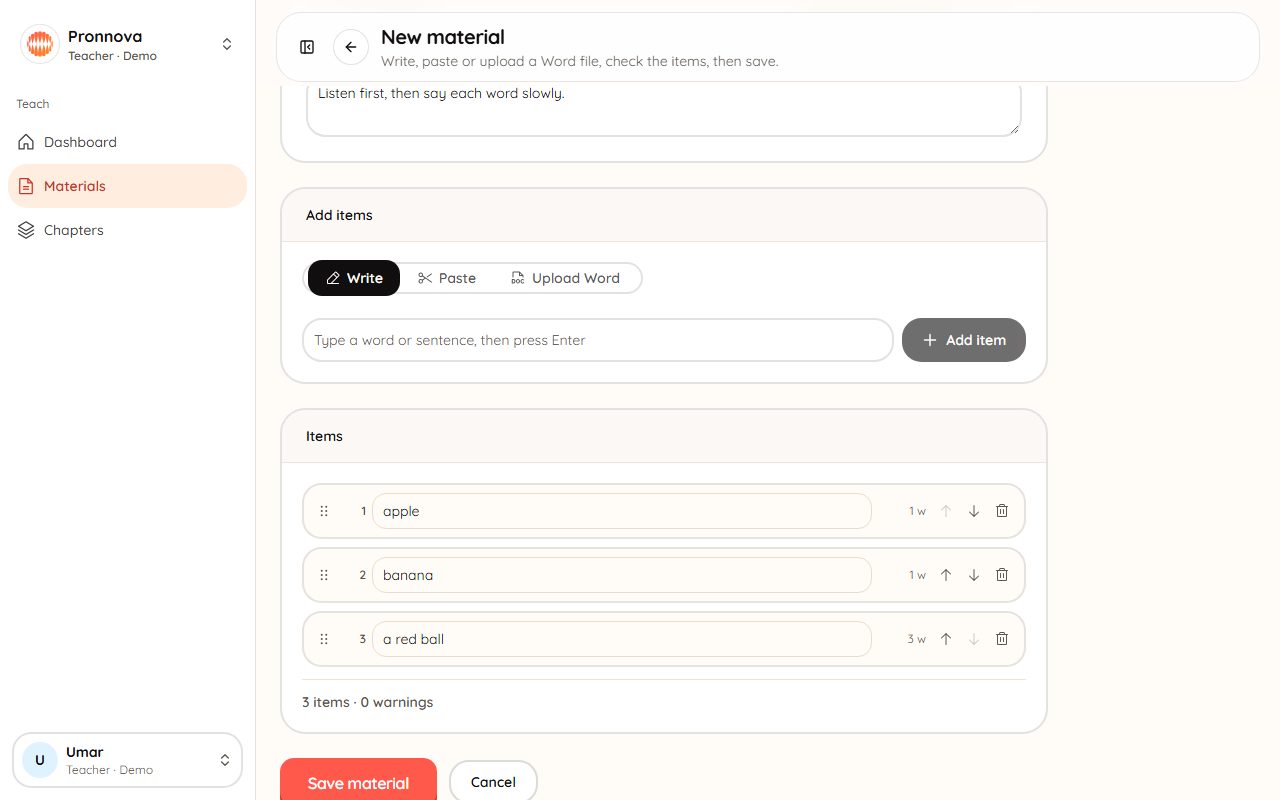 Pronnova
Teacher · Demo
Teach
Dashboard
Materials
Chapters
Umar
U
Teacher · Demo
New material
Write, paste or upload a Word file, check the items, then save.
Listen first, then say each word slowly.
Add items
Write
Paste
DOC
Upload Word
Type a word or sentence, then press Enter
Add item
Items
1 apple 1 w
2 banana 1 w
3 a red ball 3 w
3 items · 0 warnings
Save material
Cancel